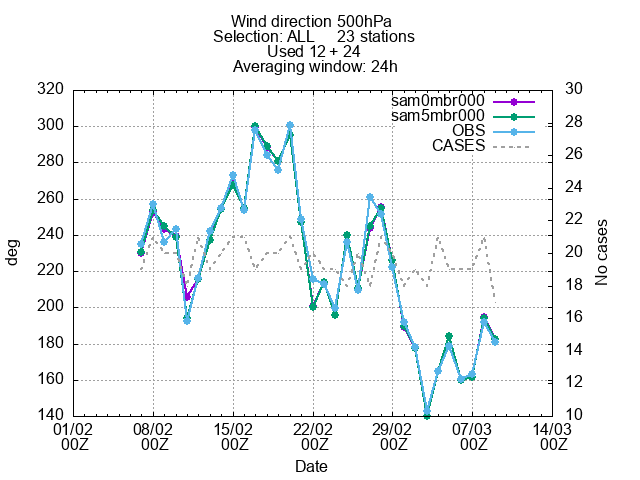 Wind direction 500hPa
Selection: ALL 23 stations
Used 12 + 24
Averaging window: 24h
320
300
280
260
240
220
200
180
160
140
30
28
26
24
22
20
18
16
14
12
10
sam0mbr000
sam5mbr000
OBS
CASES
deg
No cases
01/02 08/02 15/02 22/02 29/02 07/03 14/03
00Z 00Z 00Z 00Z 00Z 00Z 00Z
Date